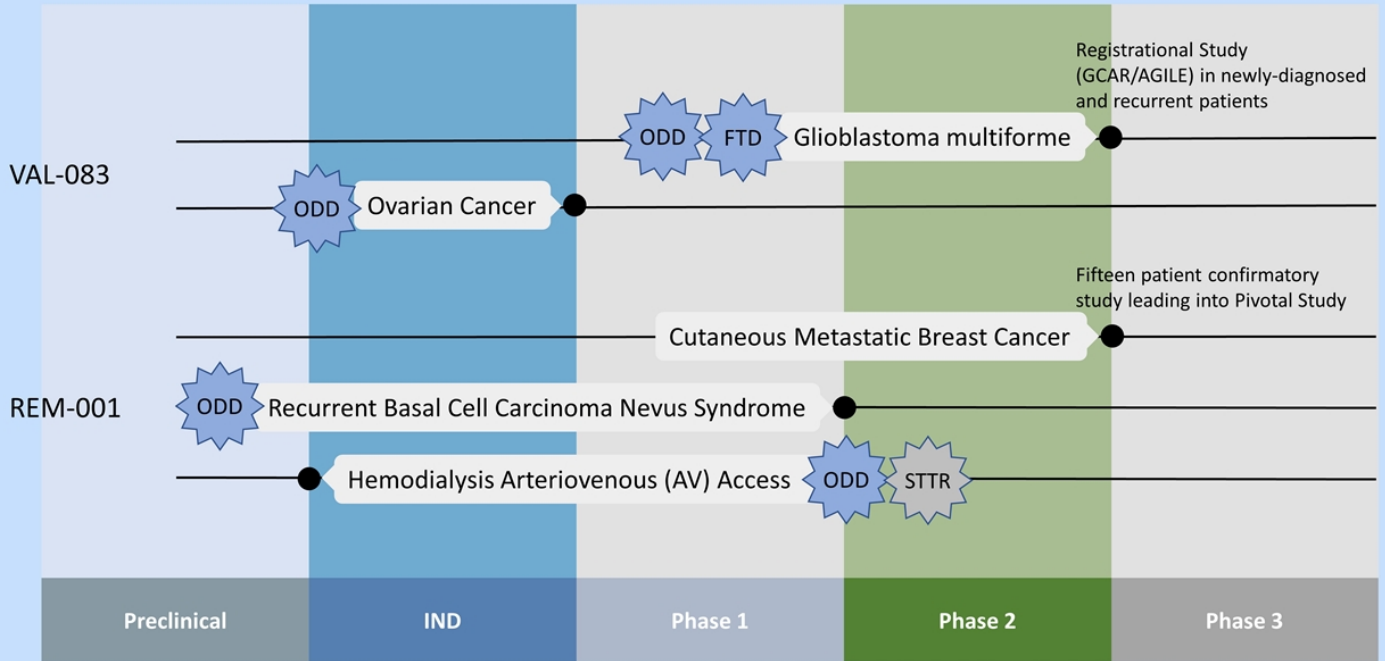 Registrational Study
(GCAR/AGILE) in newly-diagnosed
and recurrent patients
VAL-083
ODD FTD Glioblastoma multiforme
ODD Ovarian Cancer
Fifteen patient confirmatory
study leading into Pivotal Study
REM-001
Cutaneous Metastatic Breast Cancer
ODD Recurrent Basal Cell Carcinoma Nevus Syndrome
Hemodialysis Arteriovenous (AV) Access ODD STTR
Preclinical IND Phase 1 Phase 2 Phase 3